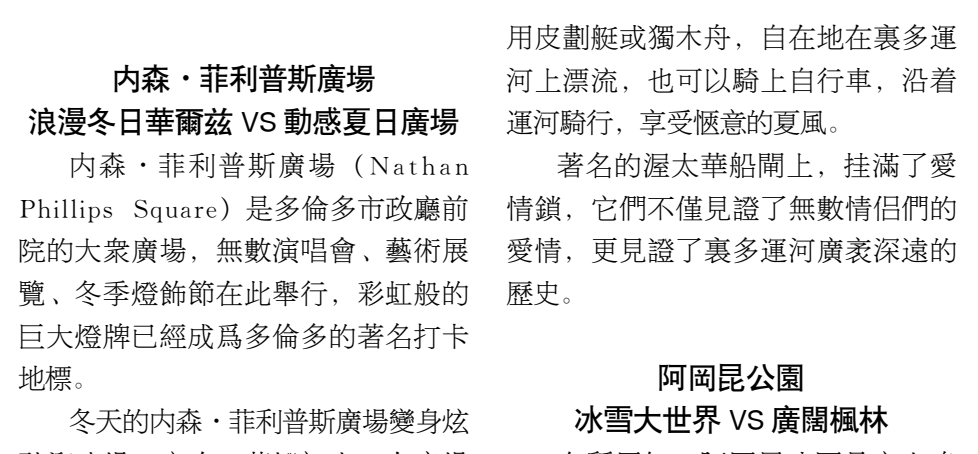 内森·菲利普斯廣場
浪漫冬日華爾兹 VS 動感夏日廣場
内森·菲利普斯廣場（Nathan
Phillips Square）是多倫多市政廳前
院的大衆廣場，無數演唱會、藝術展
覽、冬季燈飾節在此舉行，彩虹般的
巨大燈牌已經成爲多倫多的著名打卡
地標。
冬天的内森·菲利普斯廣場變身炫
用皮劃艇或獨木舟，自在地在裏多運
河上漂流，也可以騎上自行車，沿着
運河騎行，享受愜意的夏風。
著名的渥太華船閘上，挂滿了愛
情鎖，它們不僅見證了無數情侣們的
愛情，更見證了裏多運河廣袤深遠的
歷史。
阿岡昆公園
冰雪大世界 VS 廣闊楓林